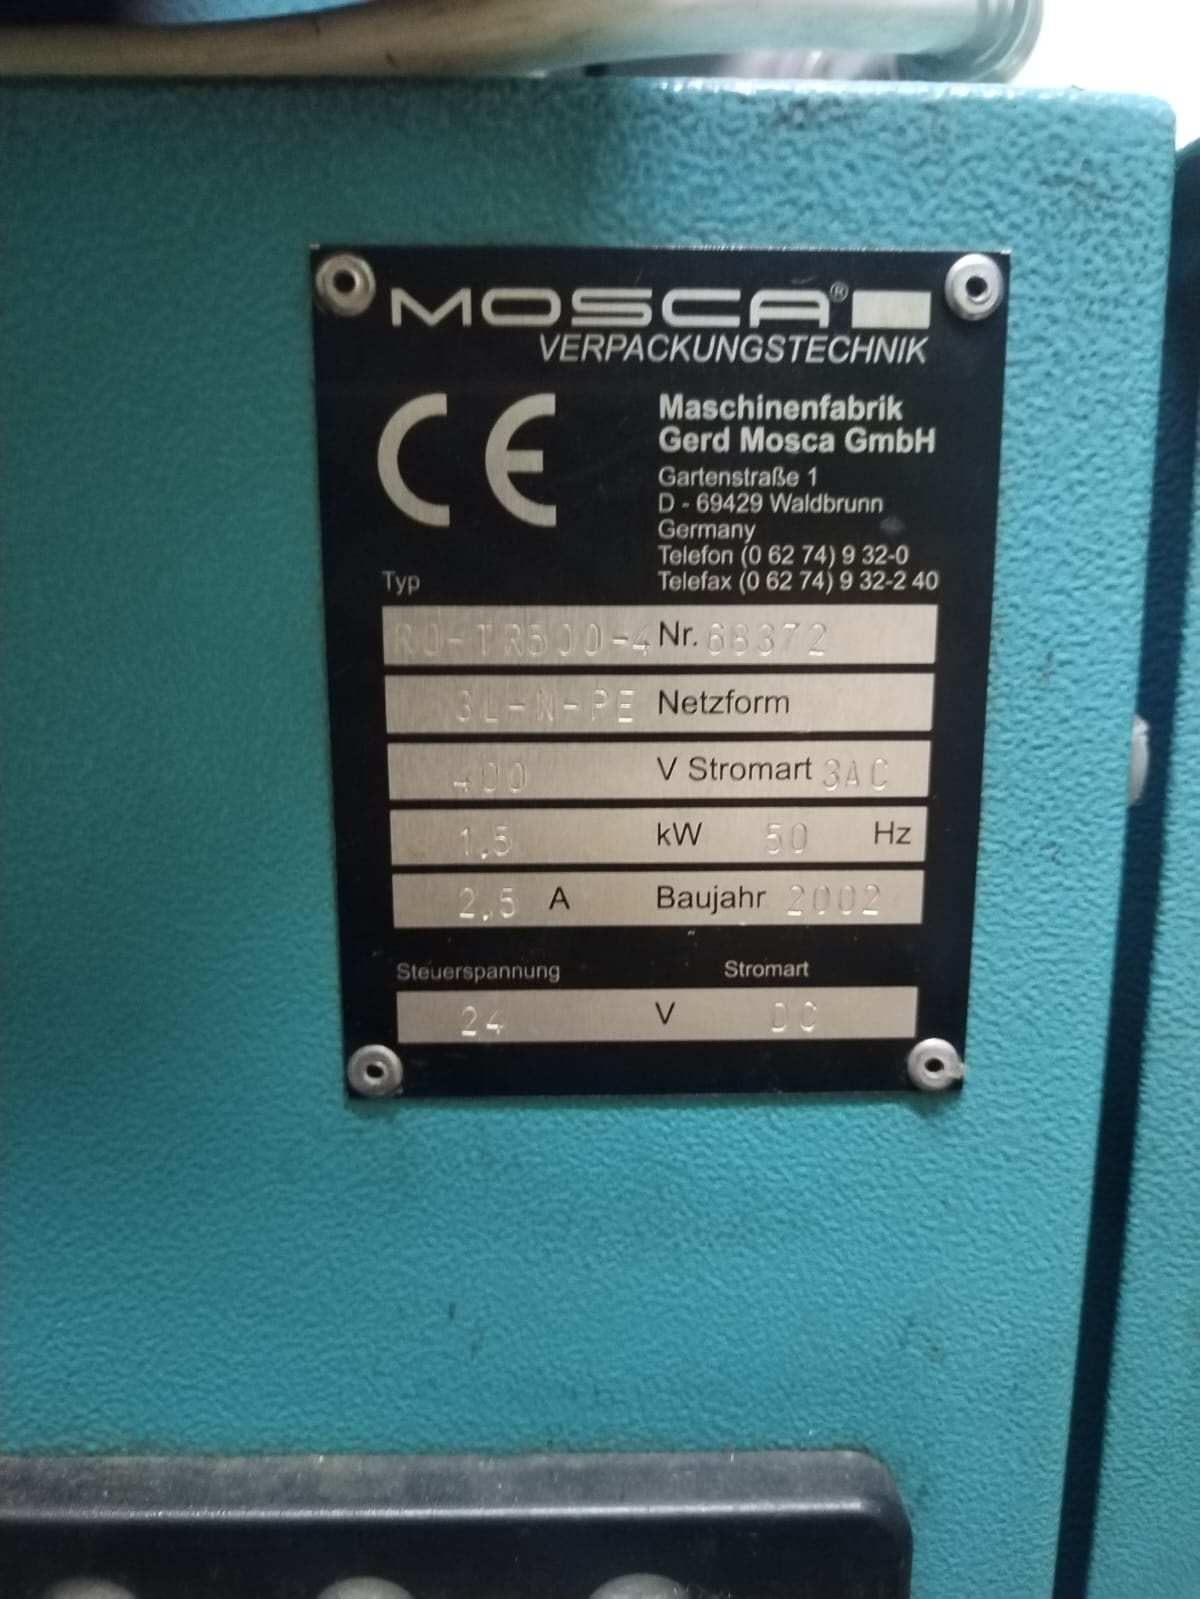 MOSCA®
VERPACKUNGSTECHNIK
CE
Maschinenfabrik
Gerd Mosca GmbH
Gartenstraße 1
D - 69429 Waldbrunn
Germany
Telefon (0 62 74) 9 32-0
Telefax (0 62 74) 9 32-2 40
Typ
RO-TR500-4 Nr. 68372
3L-N-PE Netzform
400 V Stromart 3AC
1,5 kW 50 Hz
2,5 A Baujahr 2002
Steuerspannung Stromart
24 V DC